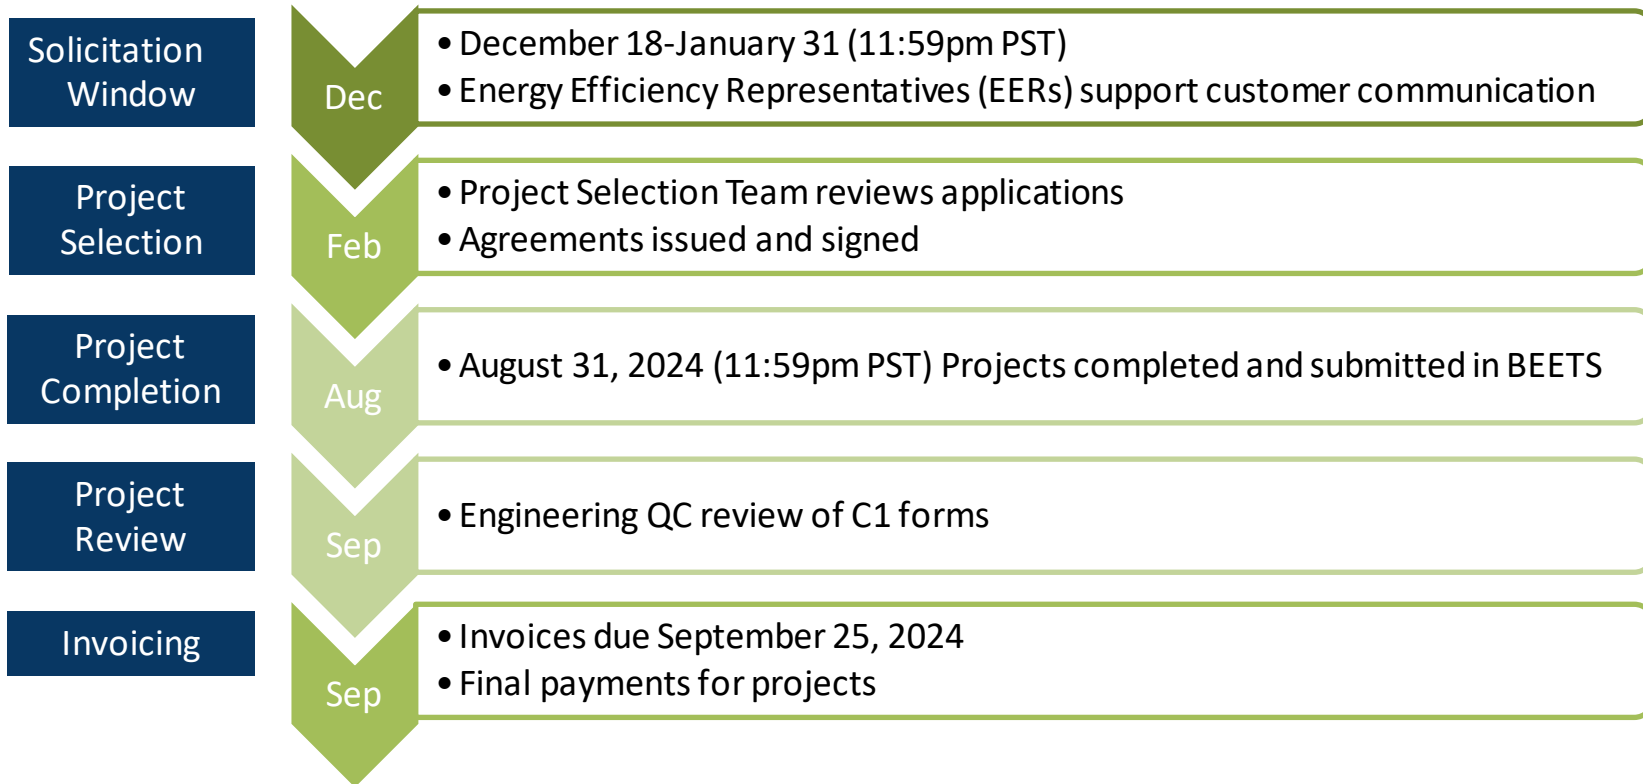 Solicitation
Window
Dec
• December 18-January 31 (11:59pm PST)
• Energy Efficiency Representatives (EERs) support customer communication
Project
Selection
Feb
• Project Selection Team reviews applications
• Agreements issued and signed
Project
Completion
Aug
• August 31, 2024 (11:59pm PST) Projects completed and submitted in BEETS
Project
Review
Sep
• Engineering QC review of C1 forms
Invoicing
Sep
• Invoices due September 25, 2024
• Final payments for projects